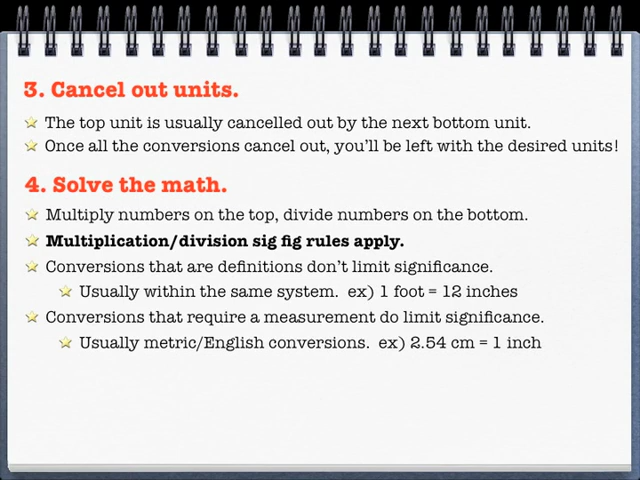 3. Cancel out units.
The top unit is usually cancelled out by the next bottom unit.
Once all the conversions cancel out, you'll be left with the desired units!
4. Solve the math.
Multiply numbers on the top, divide numbers on the bottom.
Multiplication/division sig fig rules apply.
Conversions that are definitions don't limit significance.
Usually within the same system.  ex) 1 foot = 12 inches
Conversions that require a measurement do limit significance.
Usually metric/English conversions.  ex) 2.54 cm = 1 inch